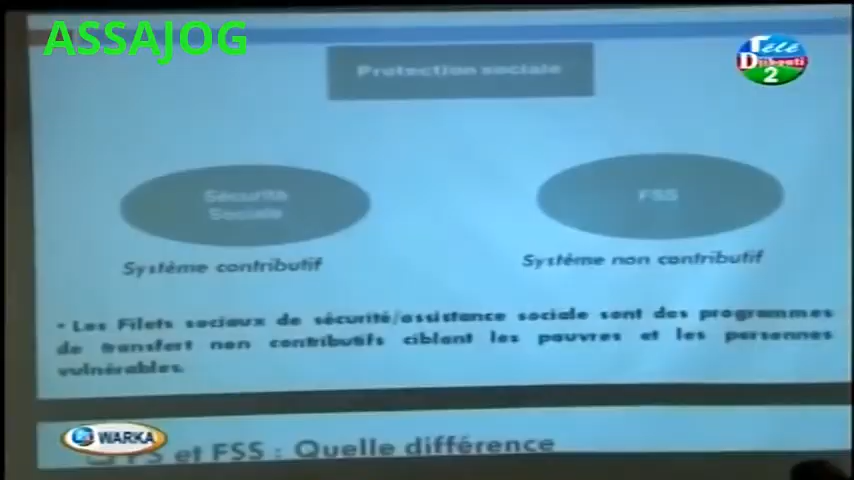 ASSAJOG
Télé
Djibouti
2
Protection sociale
Sécurité
Sociale
FSS
Système contributif
Système non contributif
• Les Filets sociaux de sécurité/assistance sociale sont des programmes
de transfert non contributifs ciblant les pauvres et les personnes
vulnérables.
WARKA
PS et FSS : Quelle différence